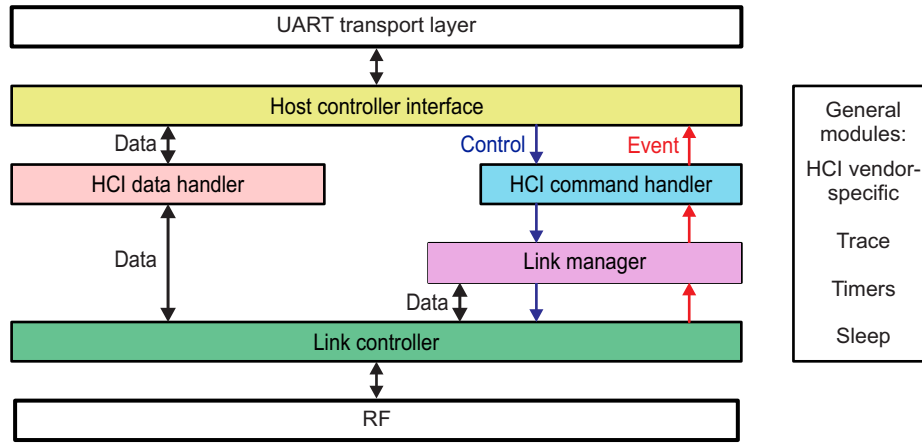 UART transport layer
Host controller interface
Data
Control
Event
HCI data handler
HCI command handler
Data
Link manager
Data
Link controller
RF
General
modules:
HCI vendor-
specific
Trace
Timers
Sleep